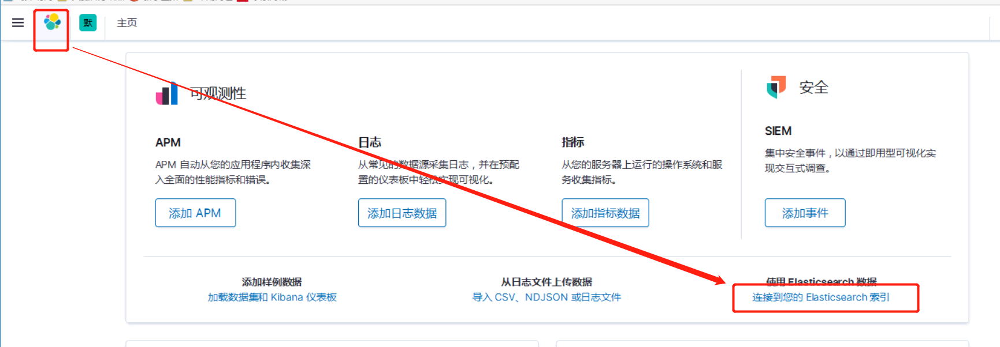 默 主页
可观测性
安全
APM
日志
指标
SIEM
APM 自动从您的应用程序内收集深
入全面的性能指标和错误。
从常见的数据源采集日志，并在预配
置的仪表板中轻松实现可视化。
从您的服务器上运行的操作系统和服
务收集指标。
集中安全事件，以通过即用型可视化实
现交互式调查。
添加 APM
添加日志数据
添加指标数据
添加事件
添加样例数据
加载数据集和 Kibana 仪表板
从日志文件上传数据
导入 CSV、NDJSON 或日志文件
使用 Elasticsearch 数据
连接到您的 Elasticsearch 索引